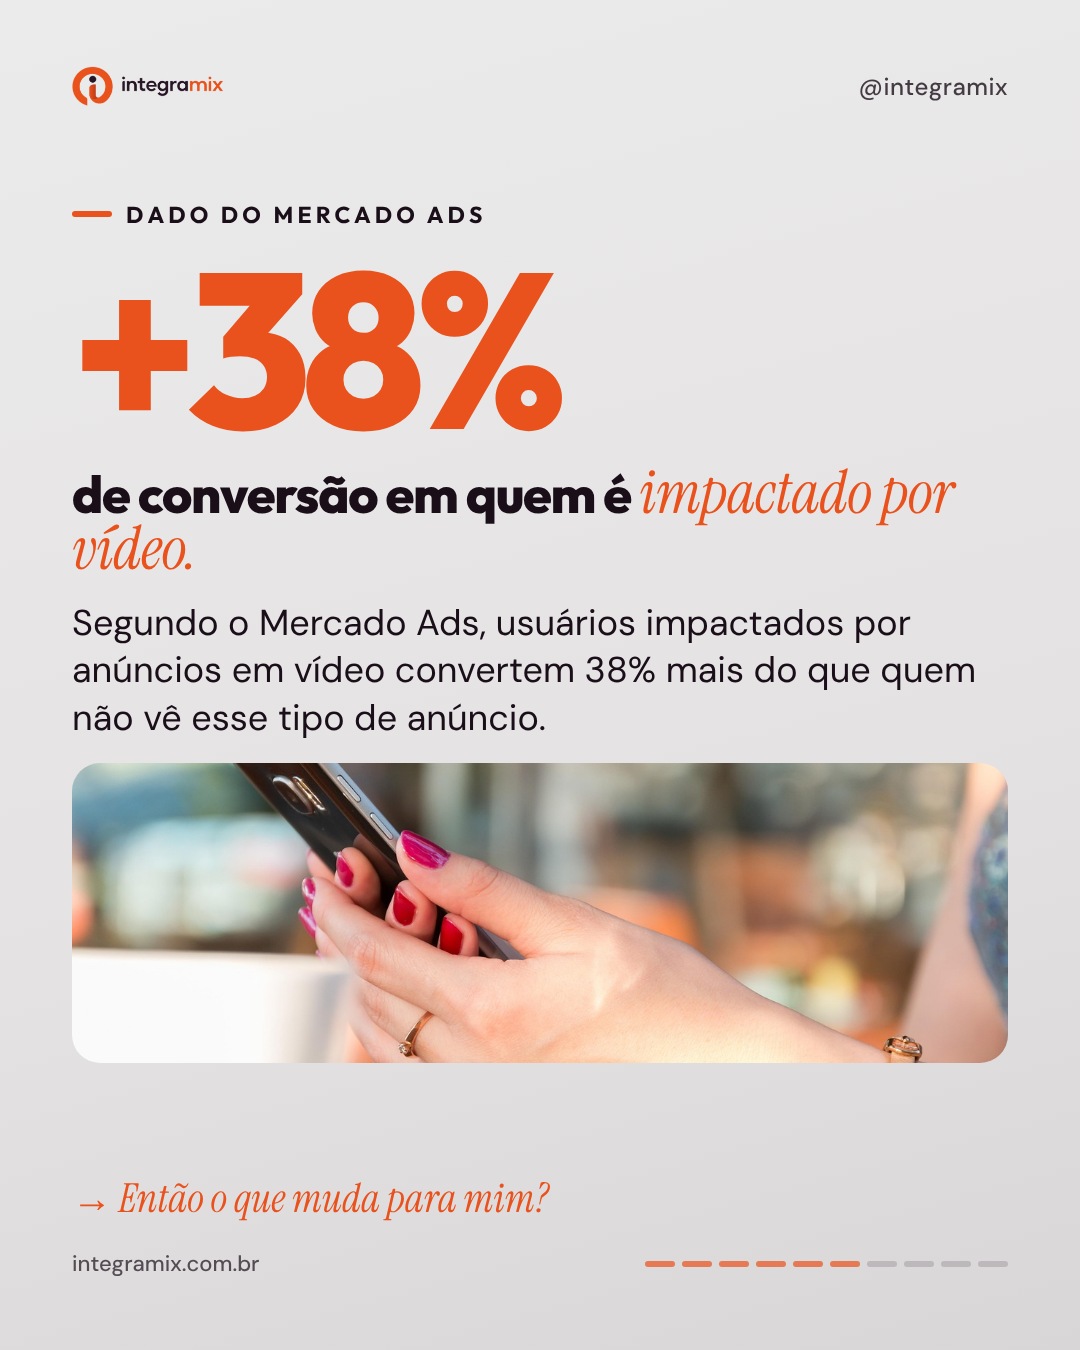 integramix
@integramix
DADO DO MERCADO ADS
+38%
de conversão em quem é impactado por
vídeo.
Segundo o Mercado Ads, usuários impactados por
anúncios em vídeo convertem 38% mais do que quem
não vê esse tipo de anúncio.
→ Então o que muda para mim?
integramix.com.br